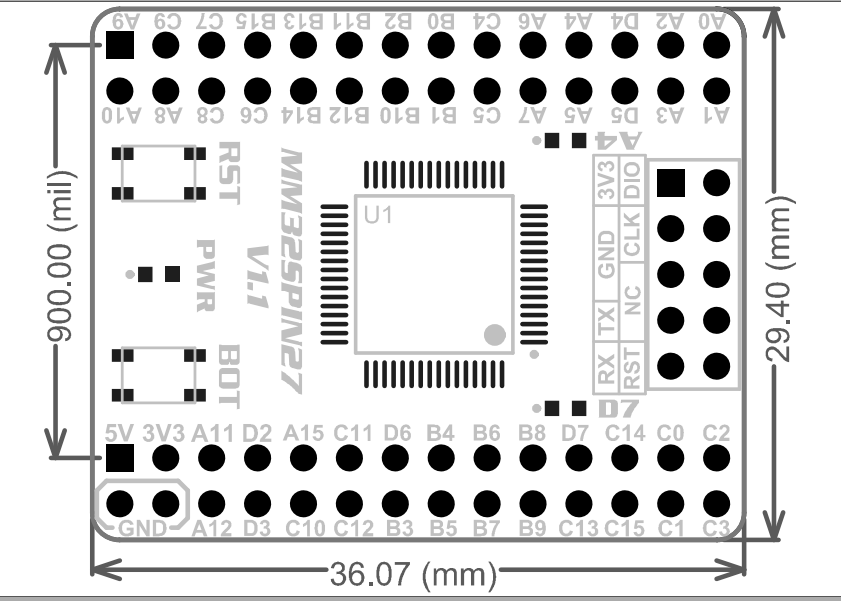 A9 C9 C7 B15 B13 B11 B2 B0 C4 A6 A4 D4 A2 A0
A10 A8 C8 C6 B14 B12 B10 B1 C5 A7 A5 D5 A3 A1
A4
RST
MM32SPIN27
V1.1
PWR
BOT
U1
3V3 DIO
GND CLK
NC
TX
RX RST
D7
900.00 (mil)
29.40 (mm)
5V 3V3 A11 D2 A15 C11 D6 B4 B6 B8 D7 C14 C0 C2
GND A12 D3 C10 C12 B3 B5 B7 B9 C13 C15 C1 C3
36.07 (mm)